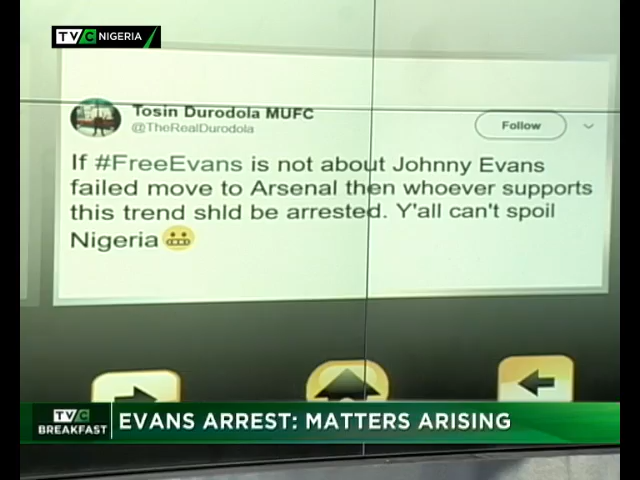 TVC NIGERIA
Tosin Durodola MUFC
@TheRealDurodola
Follow
If #FreeEvans is not about Johnny Evans
failed move to Arsenal then whoever supports
this trend shld be arrested. Y'all can't spoil
Nigeria😬
TVC
BREAKFAST
EVANS ARREST: MATTERS ARISING